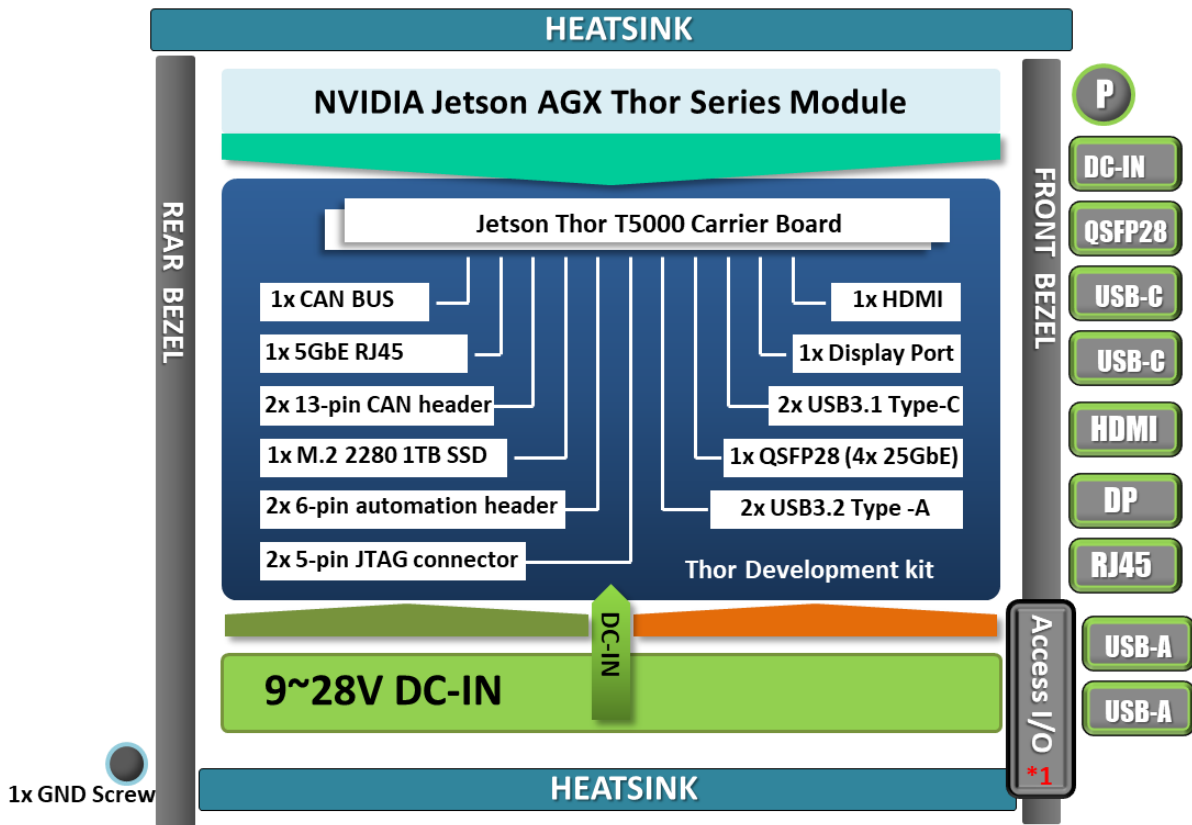 HEATSINK
NVIDIA Jetson AGX Thor Series Module
P
DC-IN
QSFP28
USB-C
USB-C
HDMI
DP
RJ45
USB-A
USB-A
REAR BEZEL
FRONT BEZEL
Jetson Thor T5000 Carrier Board
1x CAN BUS
1x 5GbE RJ45
2x 13-pin CAN header
1x M.2 2280 1TB SSD
2x 6-pin automation header
2x 5-pin JTAG connector
1x HDMI
1x Display Port
2x USB3.1 Type-C
1x QSFP28 (4x 25GbE)
2x USB3.2 Type -A
Thor Development kit
DC-IN
9~28V DC-IN
Access I/O
*1
1x GND Screw
HEATSINK